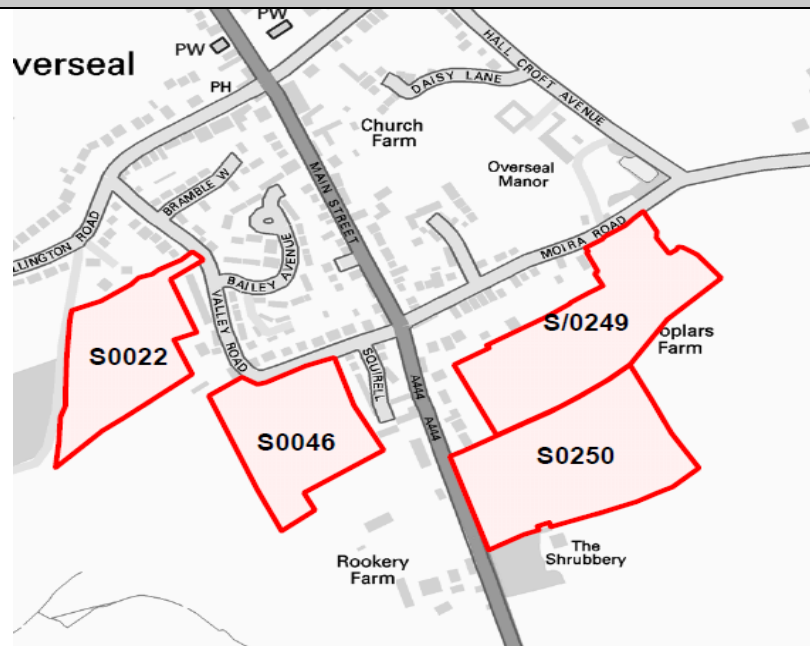 PW
PW
verseal
PH
HALL CROFT AVENUE
DAISY LANE
Church
Farm
MAIN STREET
Overseal
Manor
BRAMBLE W
LLINGTON ROAD
MOIRA ROAD
BAILEY AVENUE
VALLEY ROAD
S/0249
oplars
Farm
S0022
SQUIRELL
A444
A444
S0046
S0250
The
Shrubbery
Rookery
Farm